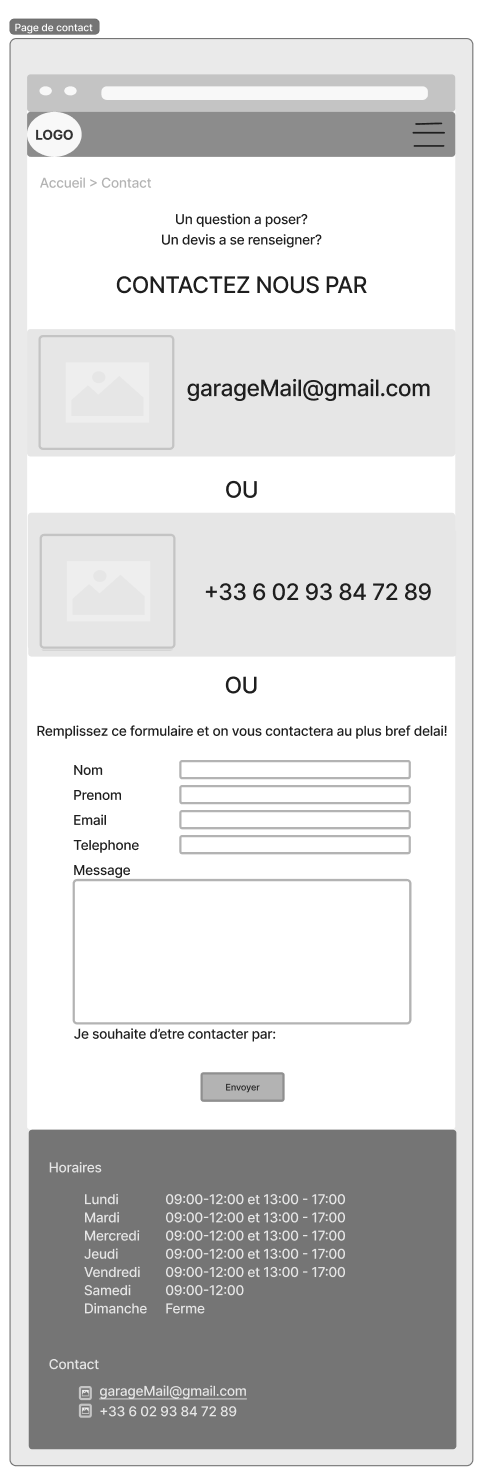 Page de contact
LOGO
Accueil > Contact
Un question a poser?
Un devis a se renseigner?
CONTACTEZ NOUS PAR
garageMail@gmail.com
OU
+33 6 02 93 84 72 89
OU
Remplissez ce formulaire et on vous contactera au plus bref delai!
Nom
Prenom
Email
Telephone
Message
Je souhaite d'etre contacter par:
Envoyer
Horaires
Lundi 09:00-12:00 et 13:00 - 17:00
Mardi 09:00-12:00 et 13:00 - 17:00
Mercredi 09:00-12:00 et 13:00 - 17:00
Jeudi 09:00-12:00 et 13:00 - 17:00
Vendredi 09:00-12:00 et 13:00 - 17:00
Samedi 09:00-12:00
Dimanche Ferme
Contact
garageMail@gmail.com
+33 6 02 93 84 72 89